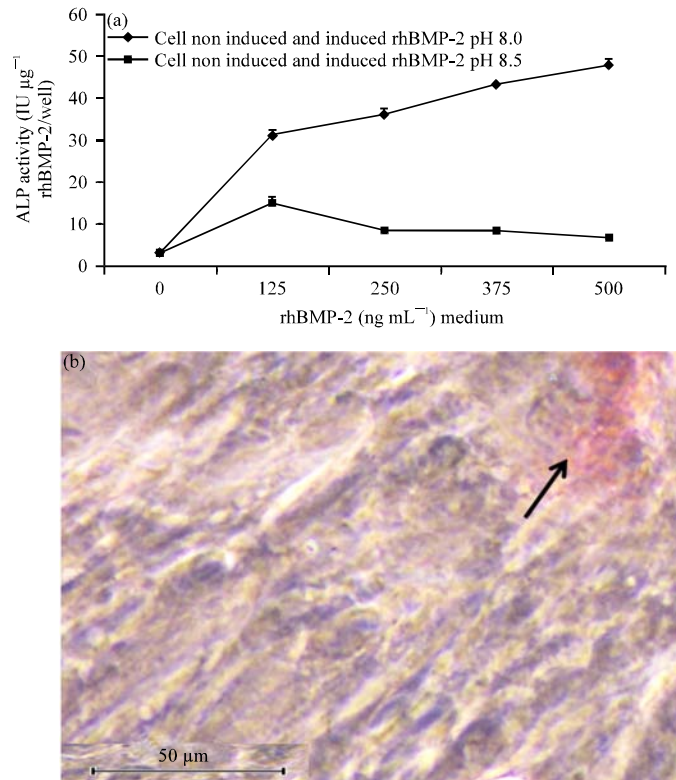 (a)
Cell non induced and induced rhBMP-2 pH 8.0
Cell non induced and induced rhBMP-2 pH 8.5
ALP activity (IU µg⁻¹
rhBMP-2/well)
60
50
40
30
20
10
0
0 125 250 375 500
rhBMP-2 (ng mL⁻¹) medium
(b)
50 µm